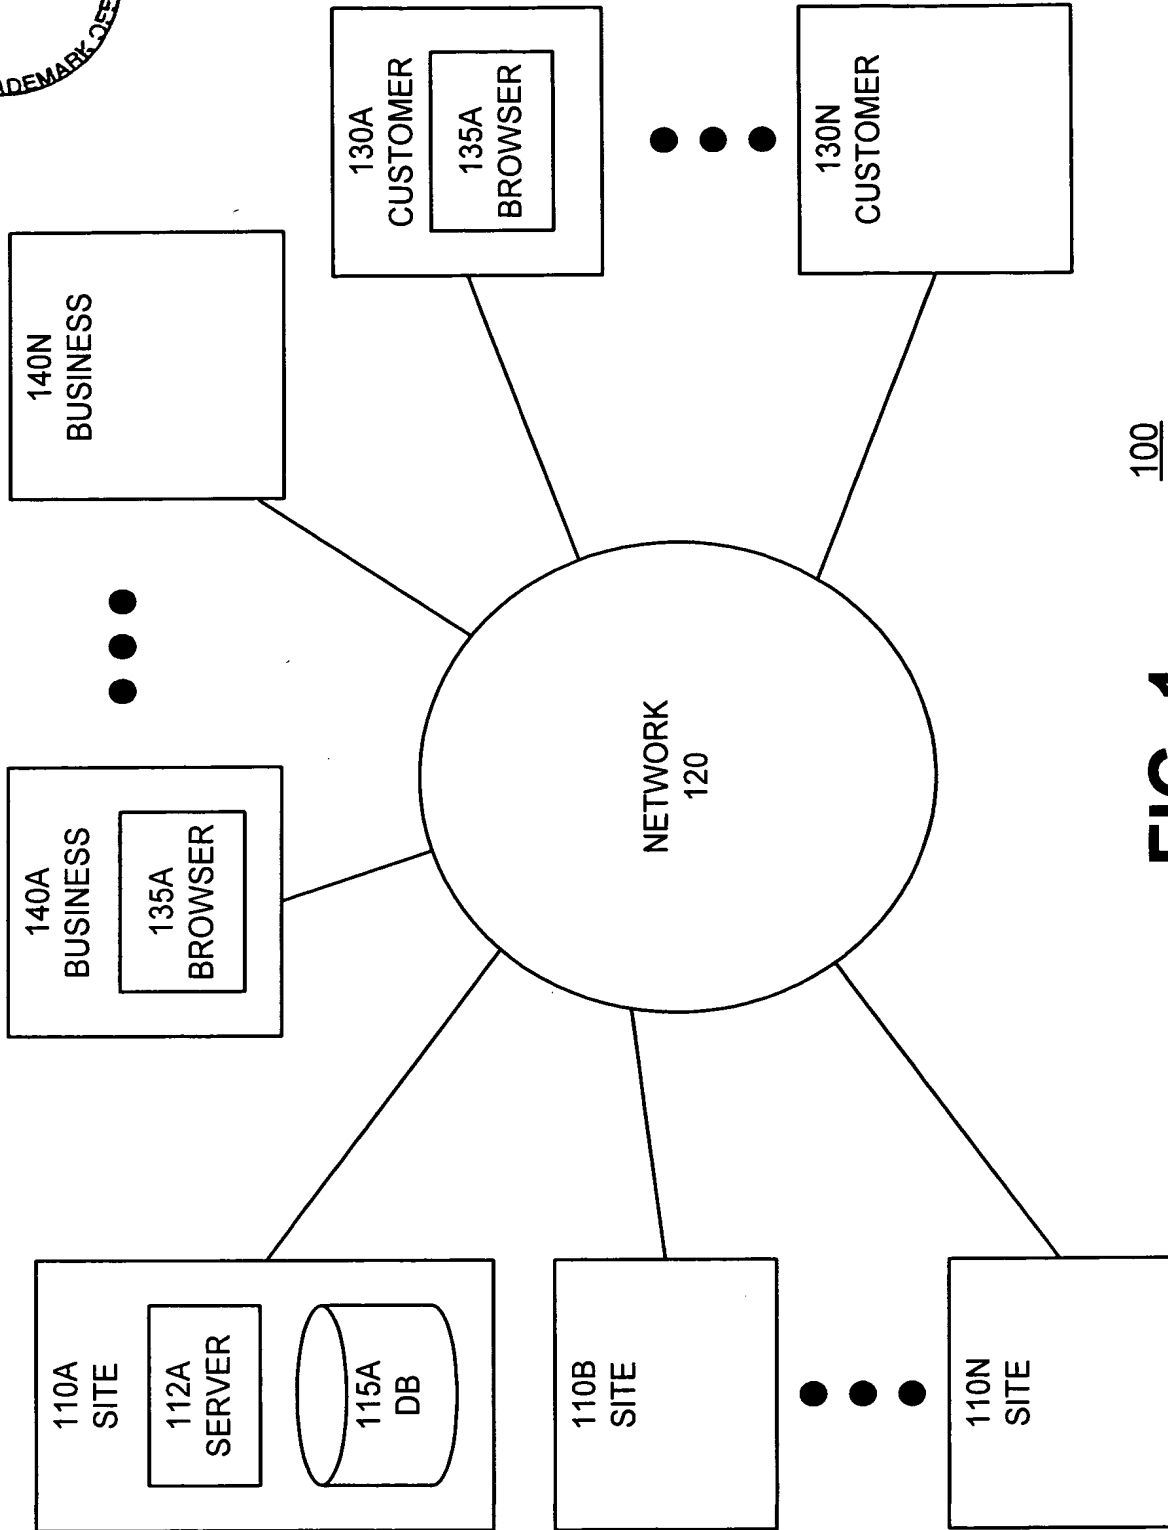 110A
SITE
112A
SERVER
115A
DB
110B
SITE
110N
SITE
140A
BUSINESS
135A
BROWSER
140N
BUSINESS
NETWORK
120
130A
CUSTOMER
135A
BROWSER
130N
CUSTOMER
100